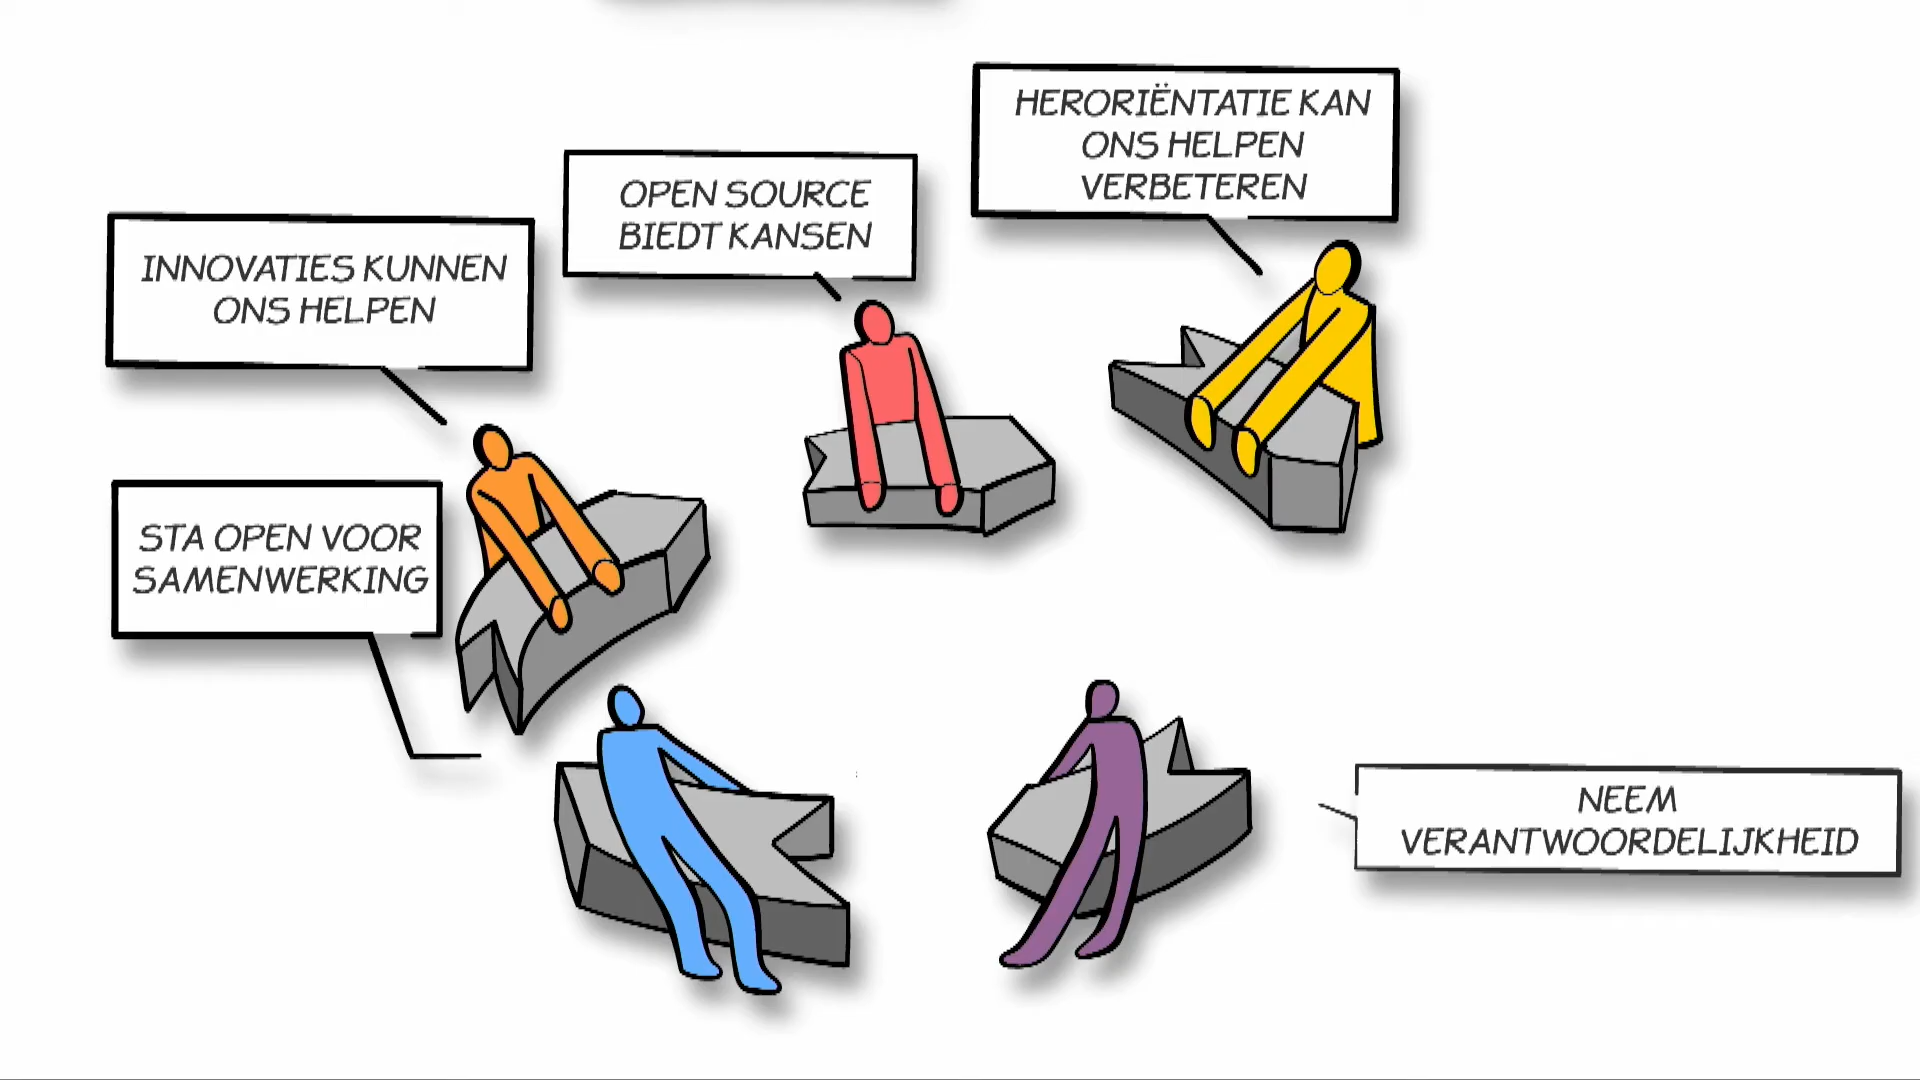 HERORIËNTATIE KAN
ONS HELPEN
VERBETEREN
OPEN SOURCE
BIEDT KANSEN
INNOVATIES KUNNEN
ONS HELPEN
STA OPEN VOOR
SAMENWERKING
NEEM
VERANTWOORDELIJKHEID